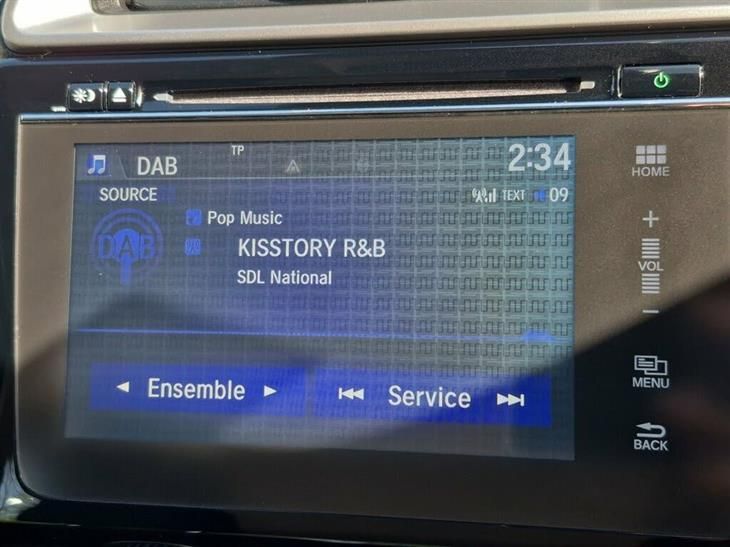 TP
DAB
2:34
HOME
SOURCE
TEXT
09
Pop Music
DAB
KISSTORY R&B
SDL National
+
VOL
−
Ensemble
Service
MENU
BACK